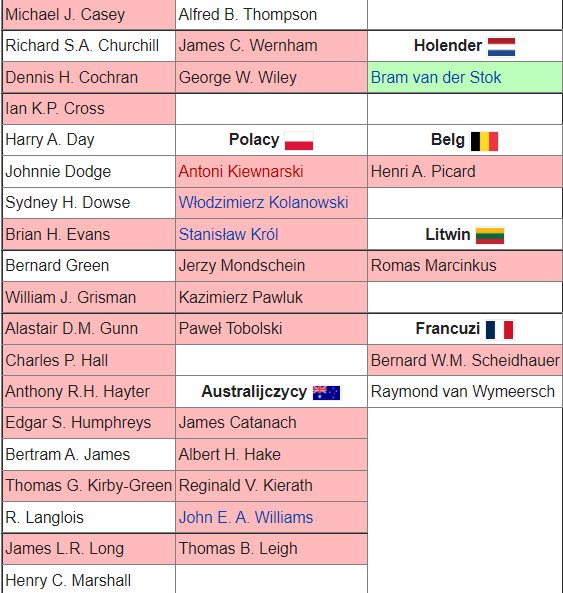 Michael J. Casey Alfred B. Thompson
Richard S.A. Churchill James C. Wernham Holender
Dennis H. Cochran George W. Wiley Bram van der Stok
Ian K.P. Cross
Harry A. Day Polacy Belg
Johnnie Dodge Antoni Kiewnarski Henri A. Picard
Sydney H. Dowse Włodzimierz Kolanowski
Brian H. Evans Stanisław Król Litwin
Bernard Green Jerzy Mondschein Romas Marcinkus
William J. Grisman Kazimierz Pawluk
Alastair D.M. Gunn Paweł Tobolski Francuzi
Charles P. Hall Bernard W.M. Scheidhauer
Anthony R.H. Hayter Australijczycy Raymond van Wymeersch
Edgar S. Humphreys James Catanach
Bertram A. James Albert H. Hake
Thomas G. Kirby-Green Reginald V. Kierath
R. Langlois John E. A. Williams
James L.R. Long Thomas B. Leigh
Henry C. Marshall